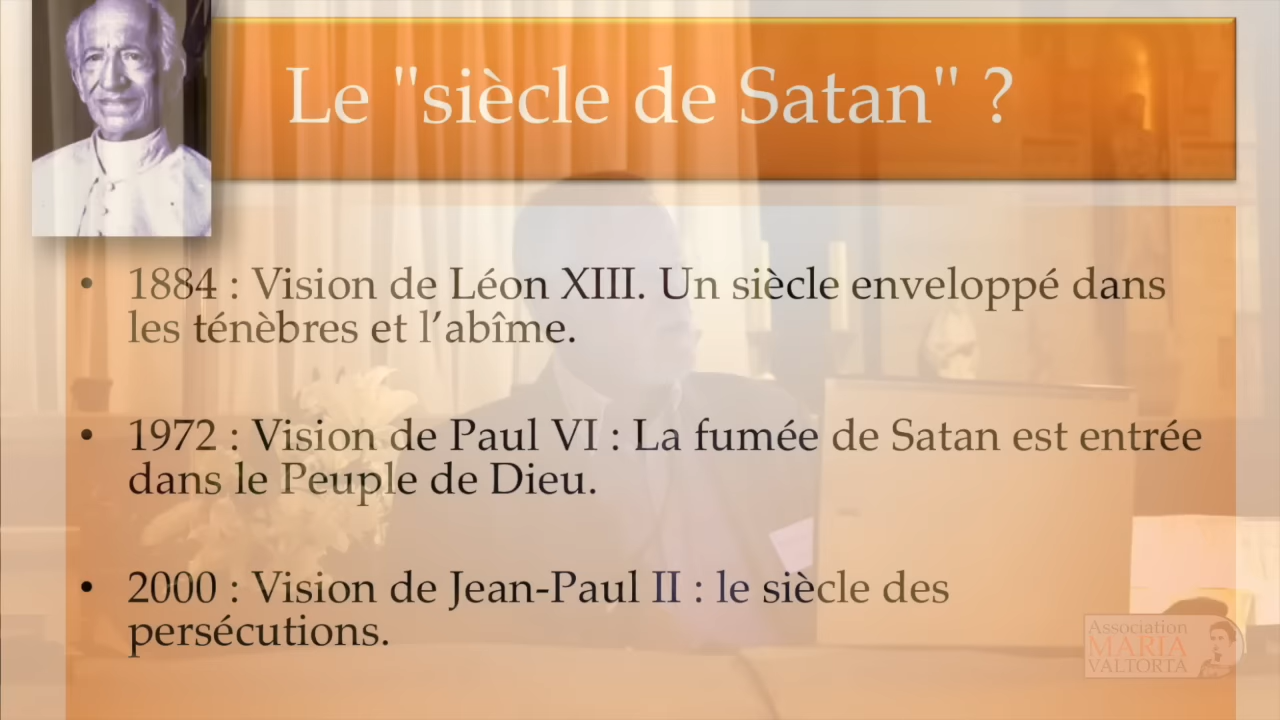 Le "siècle de Satan" ?
• 1884 : Vision de Léon XIII. Un siècle enveloppé dans
les ténèbres et l’abîme.
• 1972 : Vision de Paul VI : La fumée de Satan est entrée
dans le Peuple de Dieu.
• 2000 : Vision de Jean-Paul II : le siècle des
persécutions.
Association
MARIA
VALTORTA